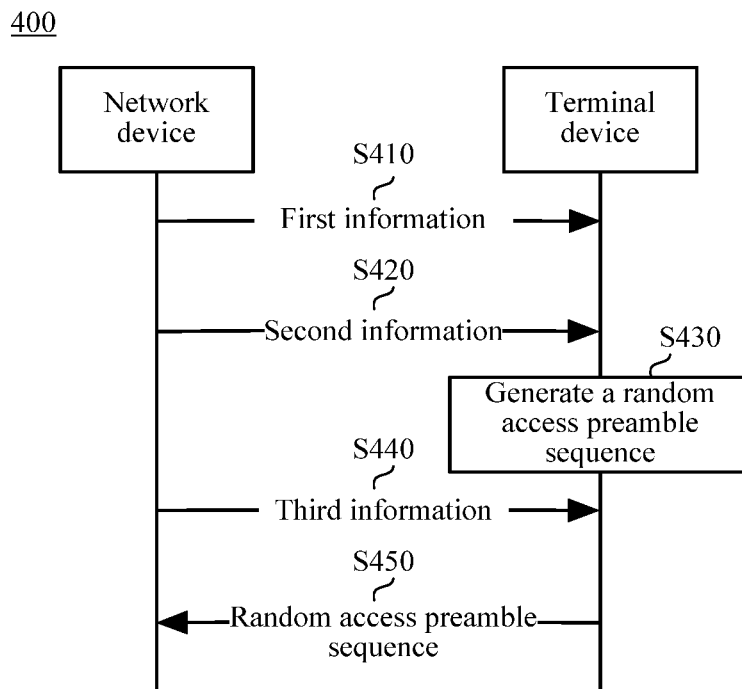 400
Network
device
Terminal
device
S410
First information
S420
Second information
S430
Generate a random
access preamble
sequence
S440
Third information
S450
Random access preamble
sequence